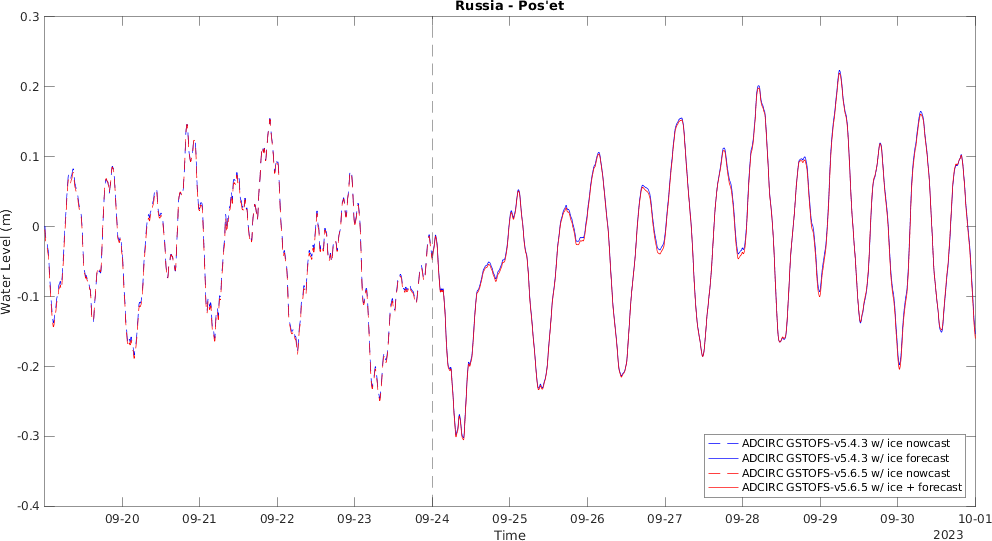 Russia - Pos'et
0.3
0.2
0.1
0
-0.1
-0.2
-0.3
-0.4
Water Level (m)
ADCIRC GSTOFS-v5.4.3 w/ ice nowcast
ADCIRC GSTOFS-v5.4.3 w/ ice forecast
ADCIRC GSTOFS-v5.6.5 w/ ice nowcast
ADCIRC GSTOFS-v5.6.5 w/ ice + forecast
09-20 09-21 09-22 09-23 09-24 09-25 09-26 09-27 09-28 09-29 09-30 10-01
Time
2023